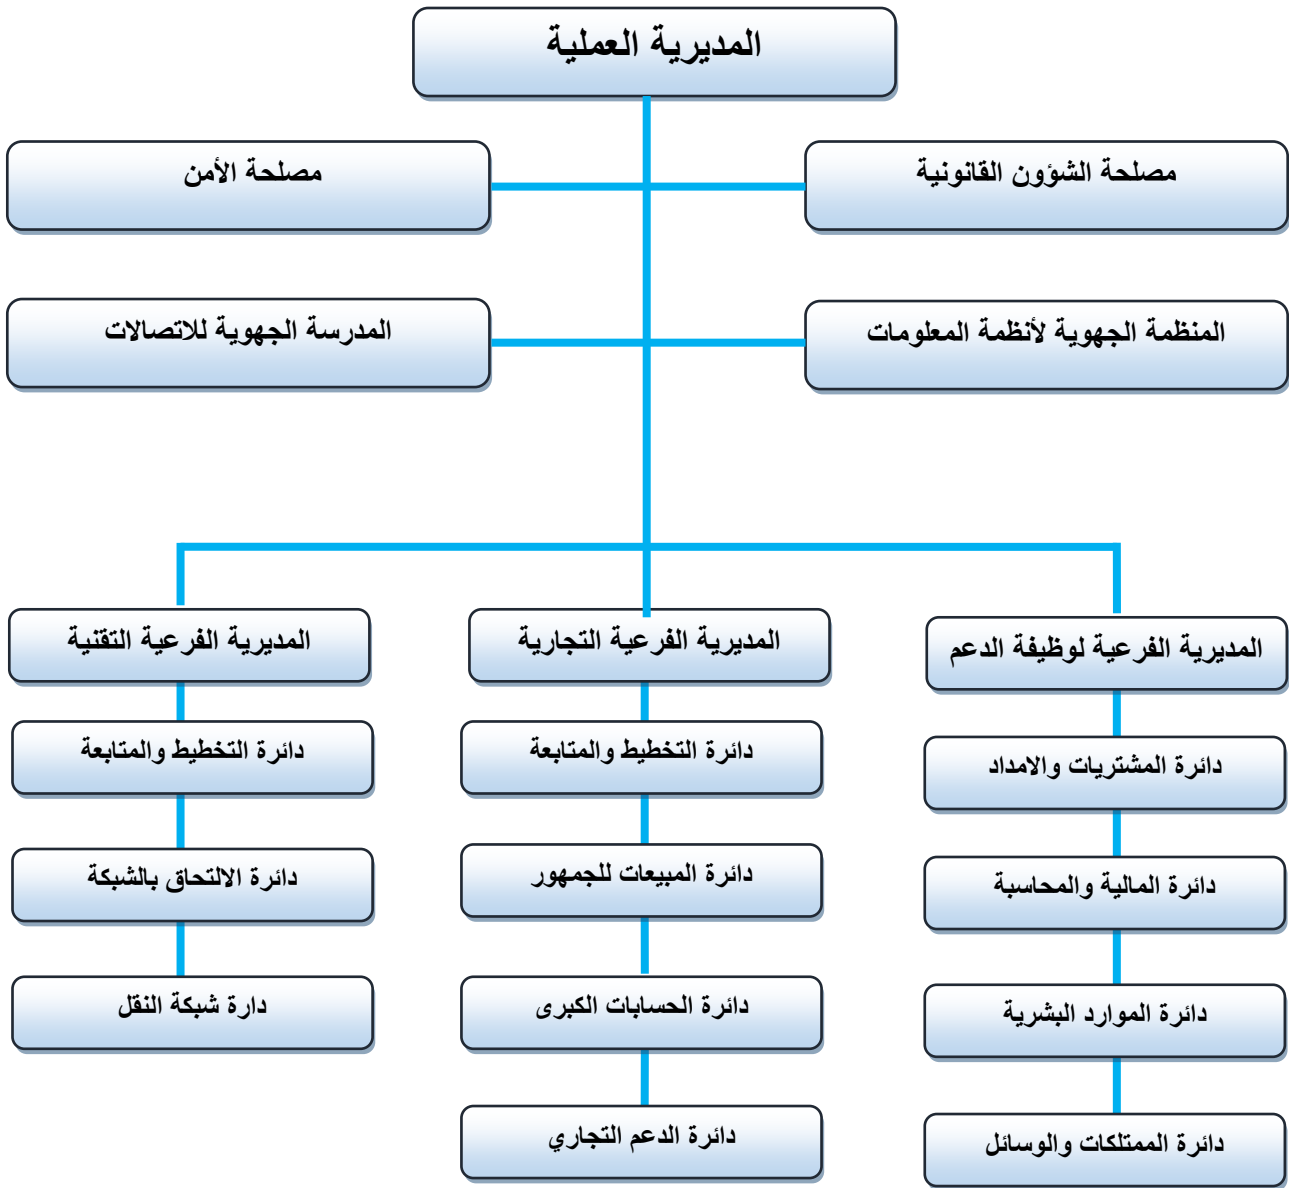 المديرية العملية
مصلحة الشؤون القانونية
مصلحة الأمن
المنظمة الجهوية لأنظمة المعلومات
المدرسة الجهوية للاتصالات
المديرية الفرعية لوظيفة الدعم
دائرة المشتريات والامداد
دائرة المالية والمحاسبة
دائرة الموارد البشرية
دائرة الممتلكات والوسائل
المديرية الفرعية التجارية
دائرة التخطيط والمتابعة
دائرة المبيعات للجمهور
دائرة الحسابات الكبرى
دائرة الدعم التجاري
المديرية الفرعية التقنية
دائرة التخطيط والمتابعة
دائرة الالتحاق بالشبكة
دارة شبكة النقل